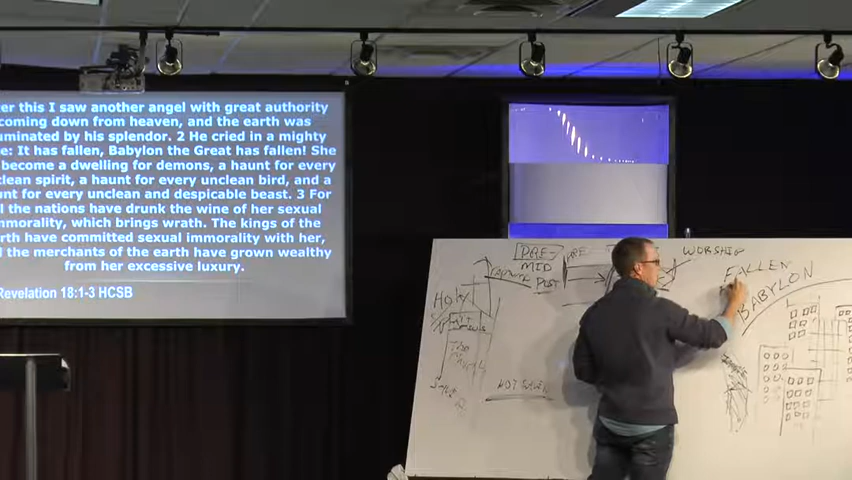 er this I saw another angel with great authority
coming down from heaven, and the earth was
uminated by his splendor. 2 He cried in a mighty
e: It has fallen, Babylon the Great has fallen! She
become a dwelling for demons, a haunt for every
clean spirit, a haunt for every unclean bird, and a
unt for every unclean and despicable beast. 3 For
l the nations have drunk the wine of her sexual
mmorality, which brings wrath. The kings of the
rth have committed sexual immorality with her,
d the merchants of the earth have grown wealthy
from her excessive luxury.
Revelation 18:1-3 HCSB
PRE-
MID
POST
RAPTURE
WORSHIP
FALLEN
BABYLON
HOLY
NOT SAVED